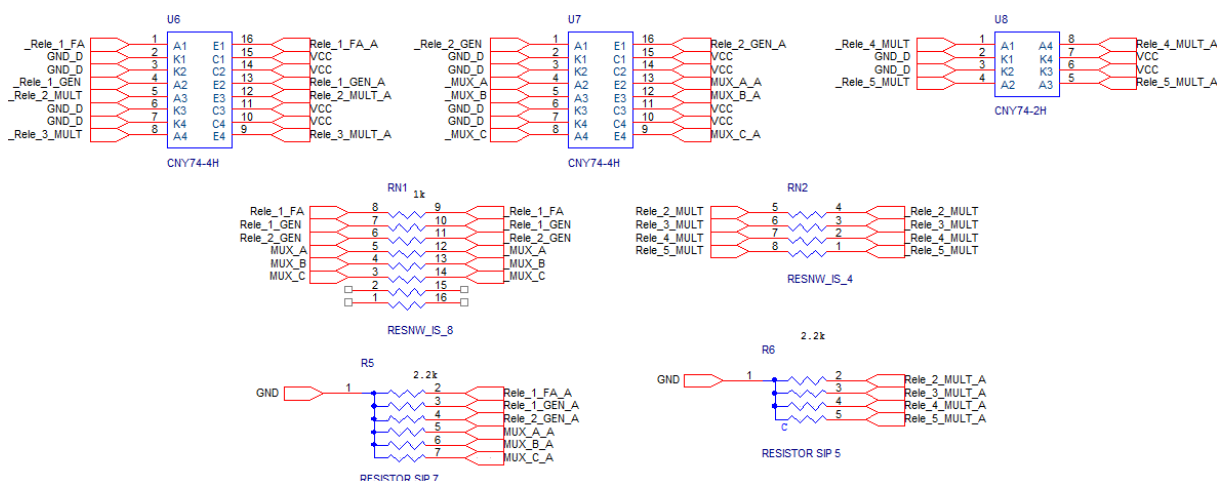 U6
_Rele_1_FA 1 A1 E1 16 Rele_1_FA_A
GND_D 2 K1 C1 15 VCC
GND_D 3 K2 C2 14 VCC
_Rele_1_GEN 4 A2 E2 13 Rele_1_GEN_A
_Rele_2_MULT 5 A3 E3 12 Rele_2_MULT_A
GND_D 6 K3 C3 11 VCC
GND_D 7 K4 C4 10 VCC
_Rele_3_MULT 8 A4 E4 9 Rele_3_MULT_A
CNY74-4H
U7
_Rele_2_GEN 1 A1 E1 16 Rele_2_GEN_A
GND_D 2 K1 C1 15 VCC
GND_D 3 K2 C2 14 VCC
_MUX_A 4 A2 E2 13 MUX_A_A
_MUX_B 5 A3 E3 12 MUX_B_A
GND_D 6 K3 C3 11 VCC
GND_D 7 K4 C4 10 VCC
_MUX_C 8 A4 E4 9 MUX_C_A
CNY74-4H
U8
_Rele_4_MULT 1 A1 A4 8 Rele_4_MULT_A
GND_D 2 K1 K4 7 VCC
GND_D 3 K2 K3 6 VCC
_Rele_5_MULT 4 A2 A3 5 Rele_5_MULT_A
CNY74-2H
RN1
1k
Rele_1_FA 8 9 _Rele_1_FA
Rele_1_GEN 7 10 _Rele_1_GEN
Rele_2_GEN 6 11 _Rele_2_GEN
MUX_A 5 12 _MUX_A
MUX_B 4 13 _MUX_B
MUX_C 3 14 _MUX_C
2 15
1 16
RESNW_IS_8
RN2
Rele_2_MULT 5 4 _Rele_2_MULT
Rele_3_MULT 6 3 _Rele_3_MULT
Rele_4_MULT 7 2 _Rele_4_MULT
Rele_5_MULT 8 1 _Rele_5_MULT
RESNW_IS_4
R5
2.2k
GND 1 2 Rele_1_FA_A
3 Rele_1_GEN_A
4 Rele_2_GEN_A
5 MUX_A_A
6 MUX_B_A
7 MUX_C_A
RESISTOR SIP 7
2.2k
R6
GND 1 2 Rele_2_MULT_A
3 Rele_3_MULT_A
4 Rele_4_MULT_A
C 5 Rele_5_MULT_A
RESISTOR SIP 5